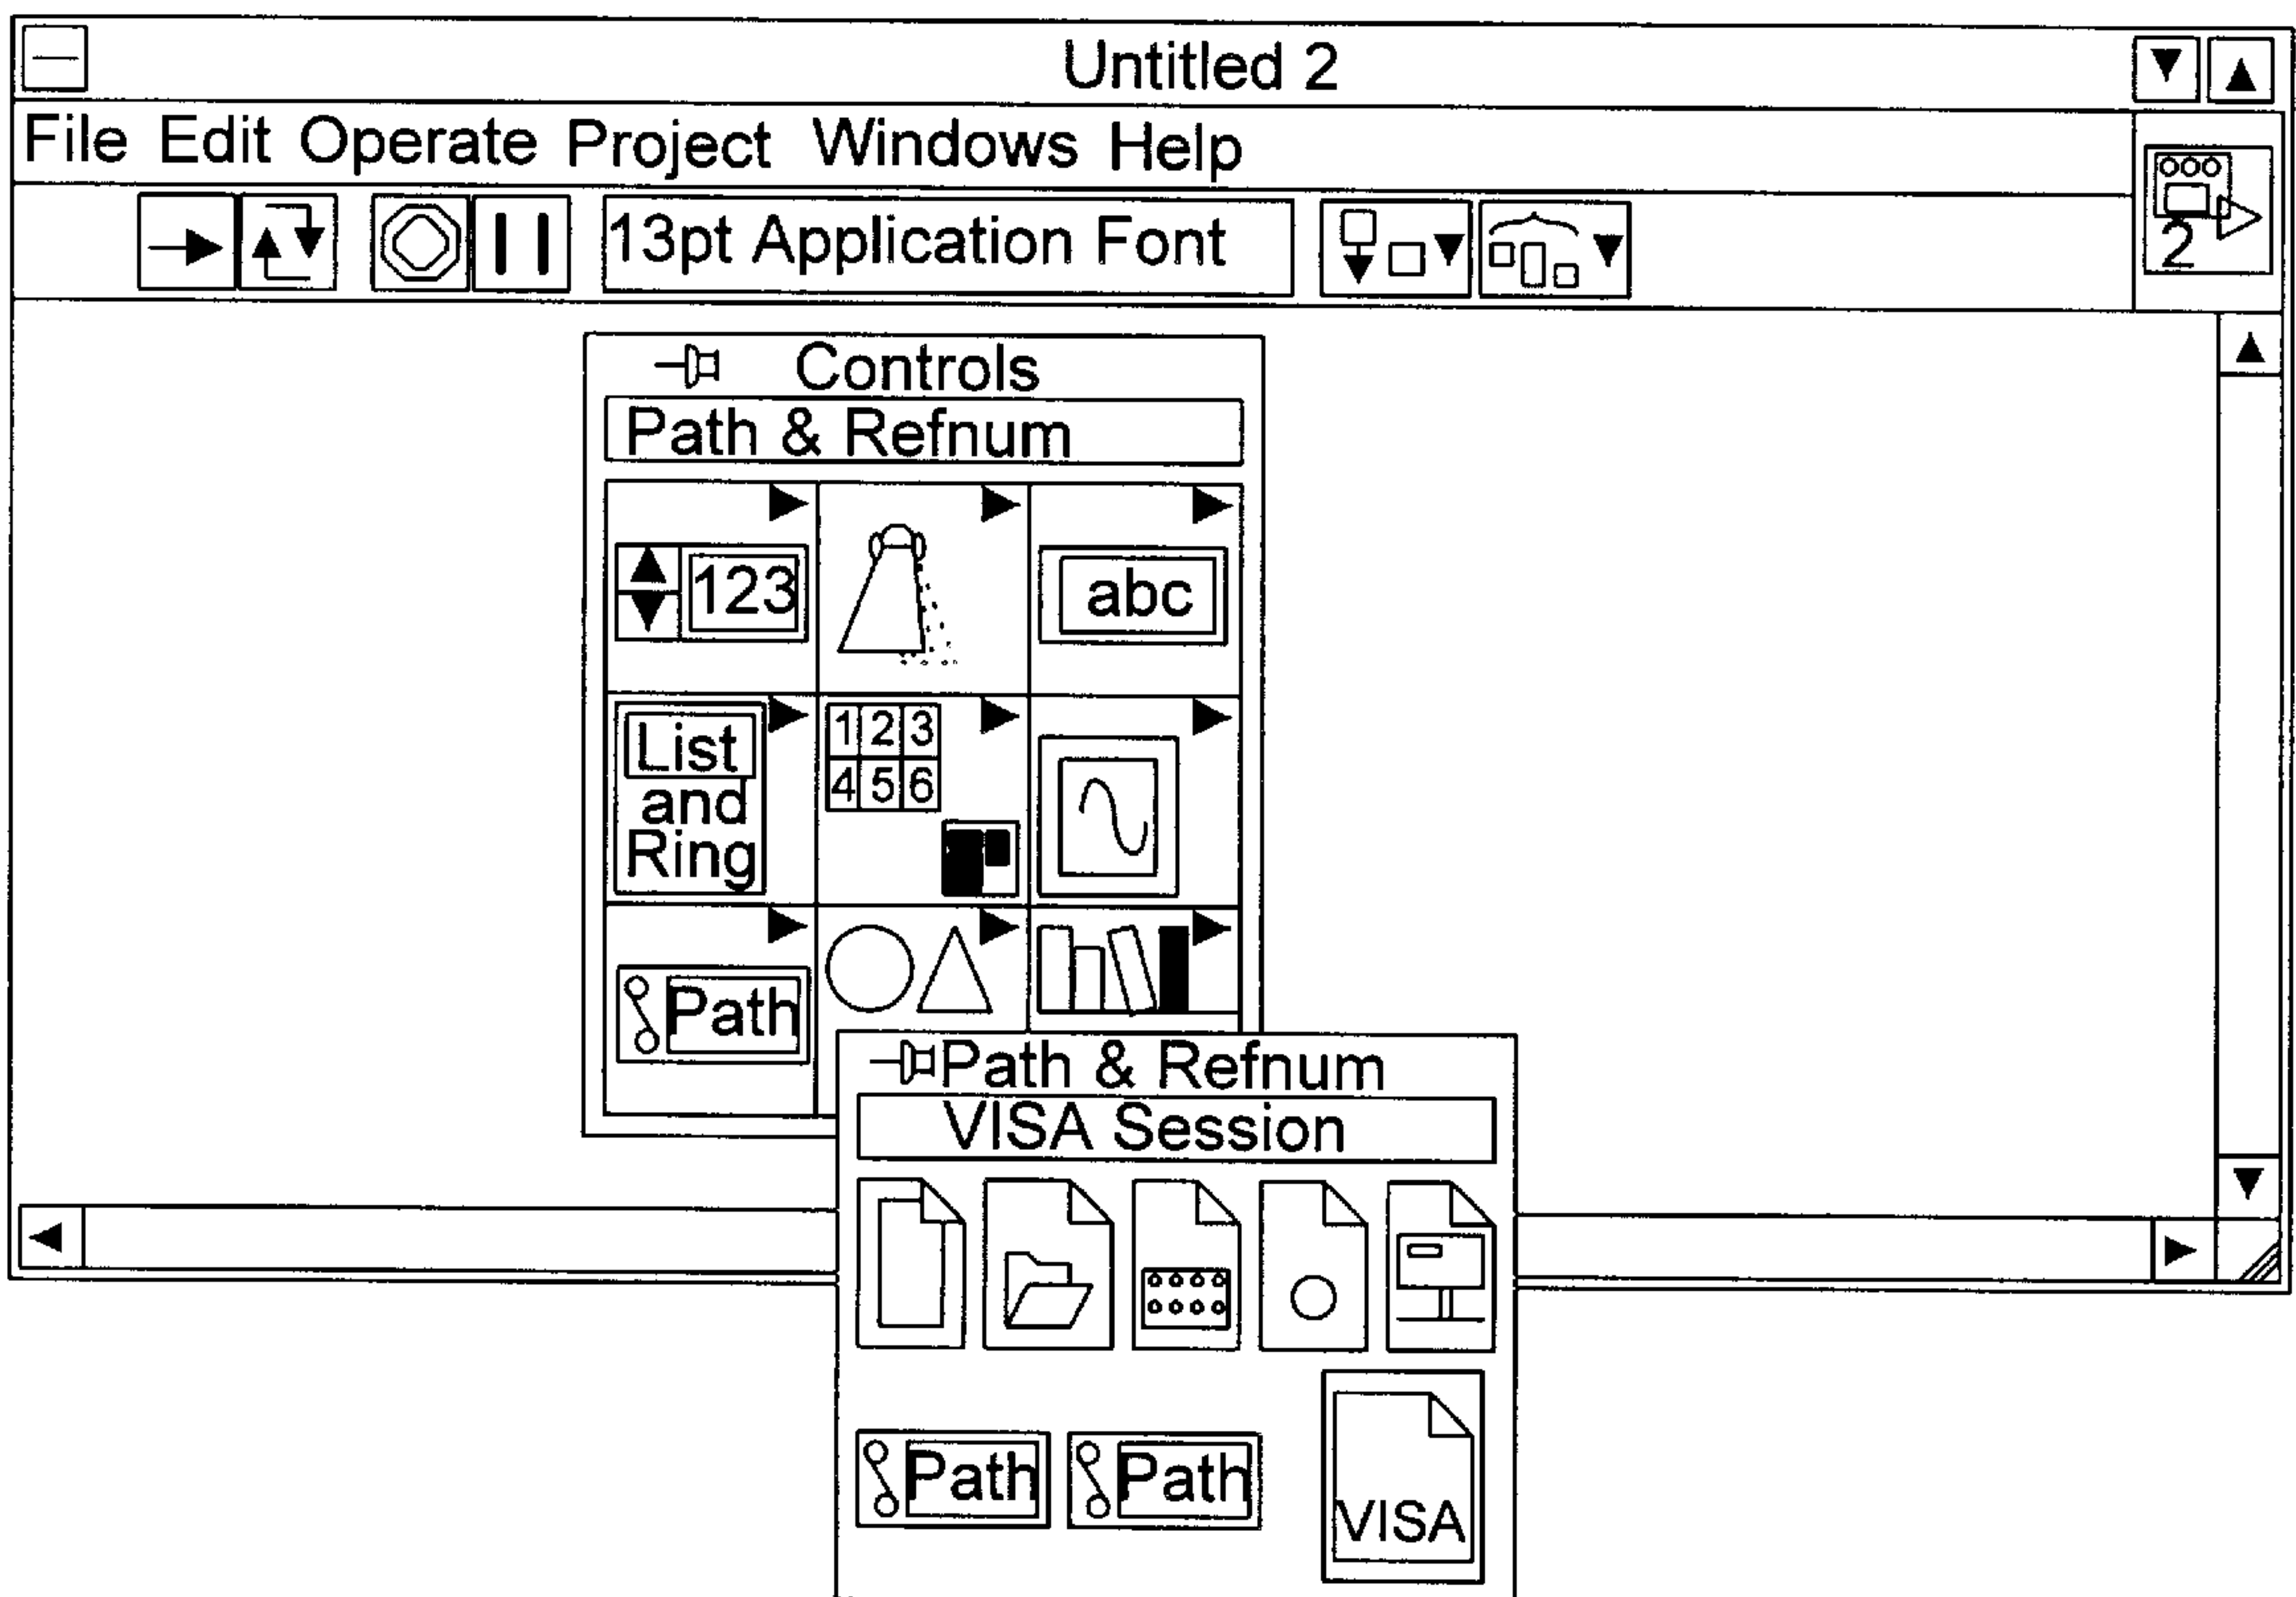 Untitled 2
File Edit Operate Project Windows Help
13pt Application Font
2
Controls
Path & Refnum
123
abc
List
and
Ring
1 2 3
4 5 6
Path
Path & Refnum
VISA Session
Path Path
VISA